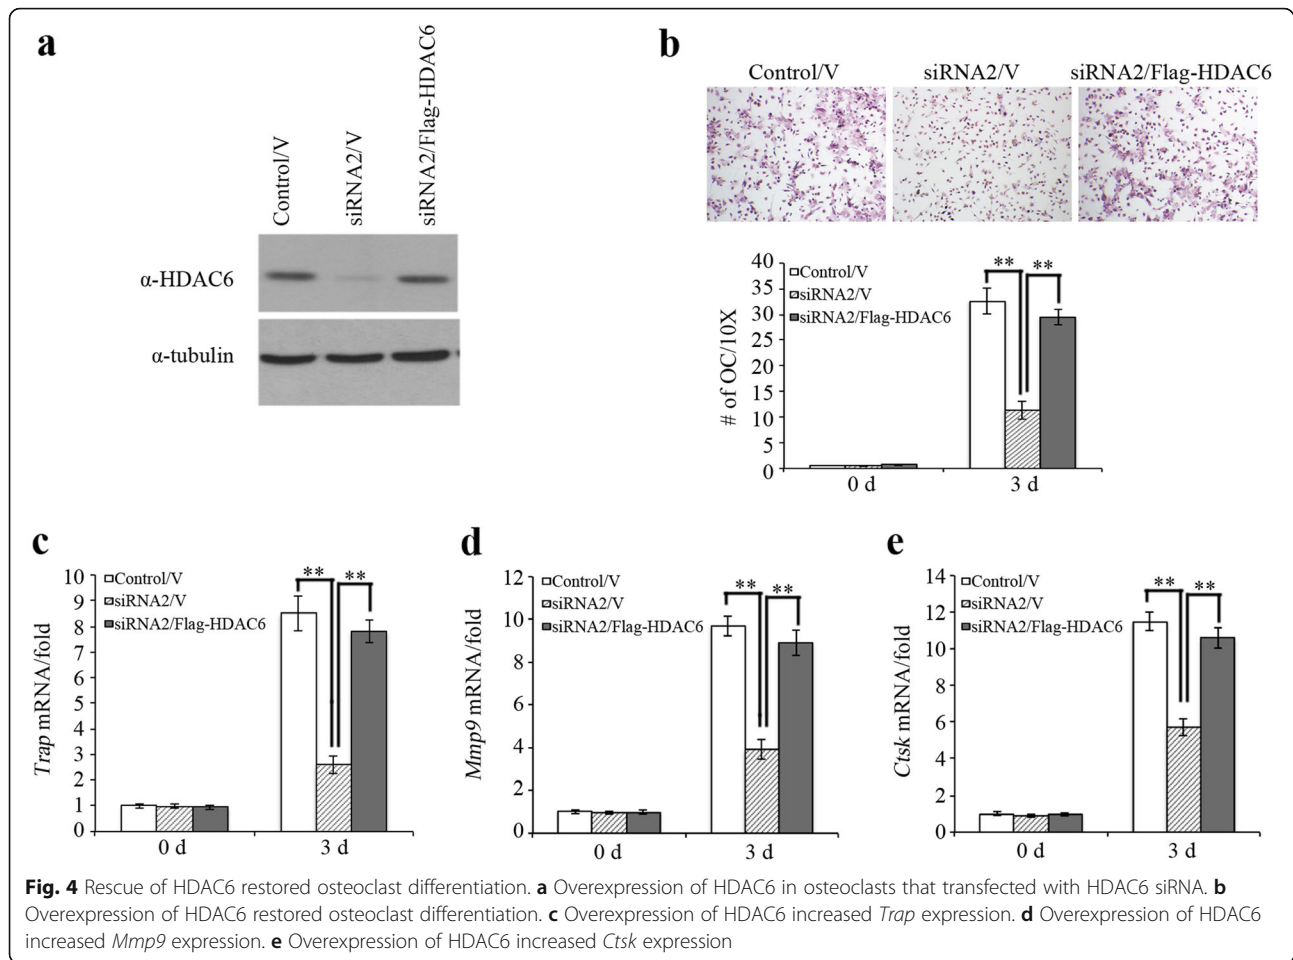 a
Control/V
siRNA2/V
siRNA2/Flag-HDAC6
α-HDAC6
α-tubulin
b
Control/V siRNA2/V siRNA2/Flag-HDAC6
# of OC/10X
40
35
30
25
20
15
10
5
0
Control/V
siRNA2/V
siRNA2/Flag-HDAC6
** **
0 d 3 d
c
Trap mRNA/fold
10
9
8
7
6
5
4
3
2
1
0
Control/V
siRNA2/V
siRNA2/Flag-HDAC6
** **
0 d 3 d
d
Mmp9 mRNA/fold
12
10
8
6
4
2
0
Control/V
siRNA2/V
siRNA2/Flag-HDAC6
** **
0 d 3 d
e
Ctsk mRNA/fold
14
12
10
8
6
4
2
0
Control/V
siRNA2/V
siRNA2/Flag-HDAC6
** **
0 d 3 d
Fig. 4 Rescue of HDAC6 restored osteoclast differentiation. a Overexpression of HDAC6 in osteoclasts that transfected with HDAC6 siRNA. b
Overexpression of HDAC6 restored osteoclast differentiation. c Overexpression of HDAC6 increased Trap expression. d Overexpression of HDAC6
increased Mmp9 expression. e Overexpression of HDAC6 increased Ctsk expression